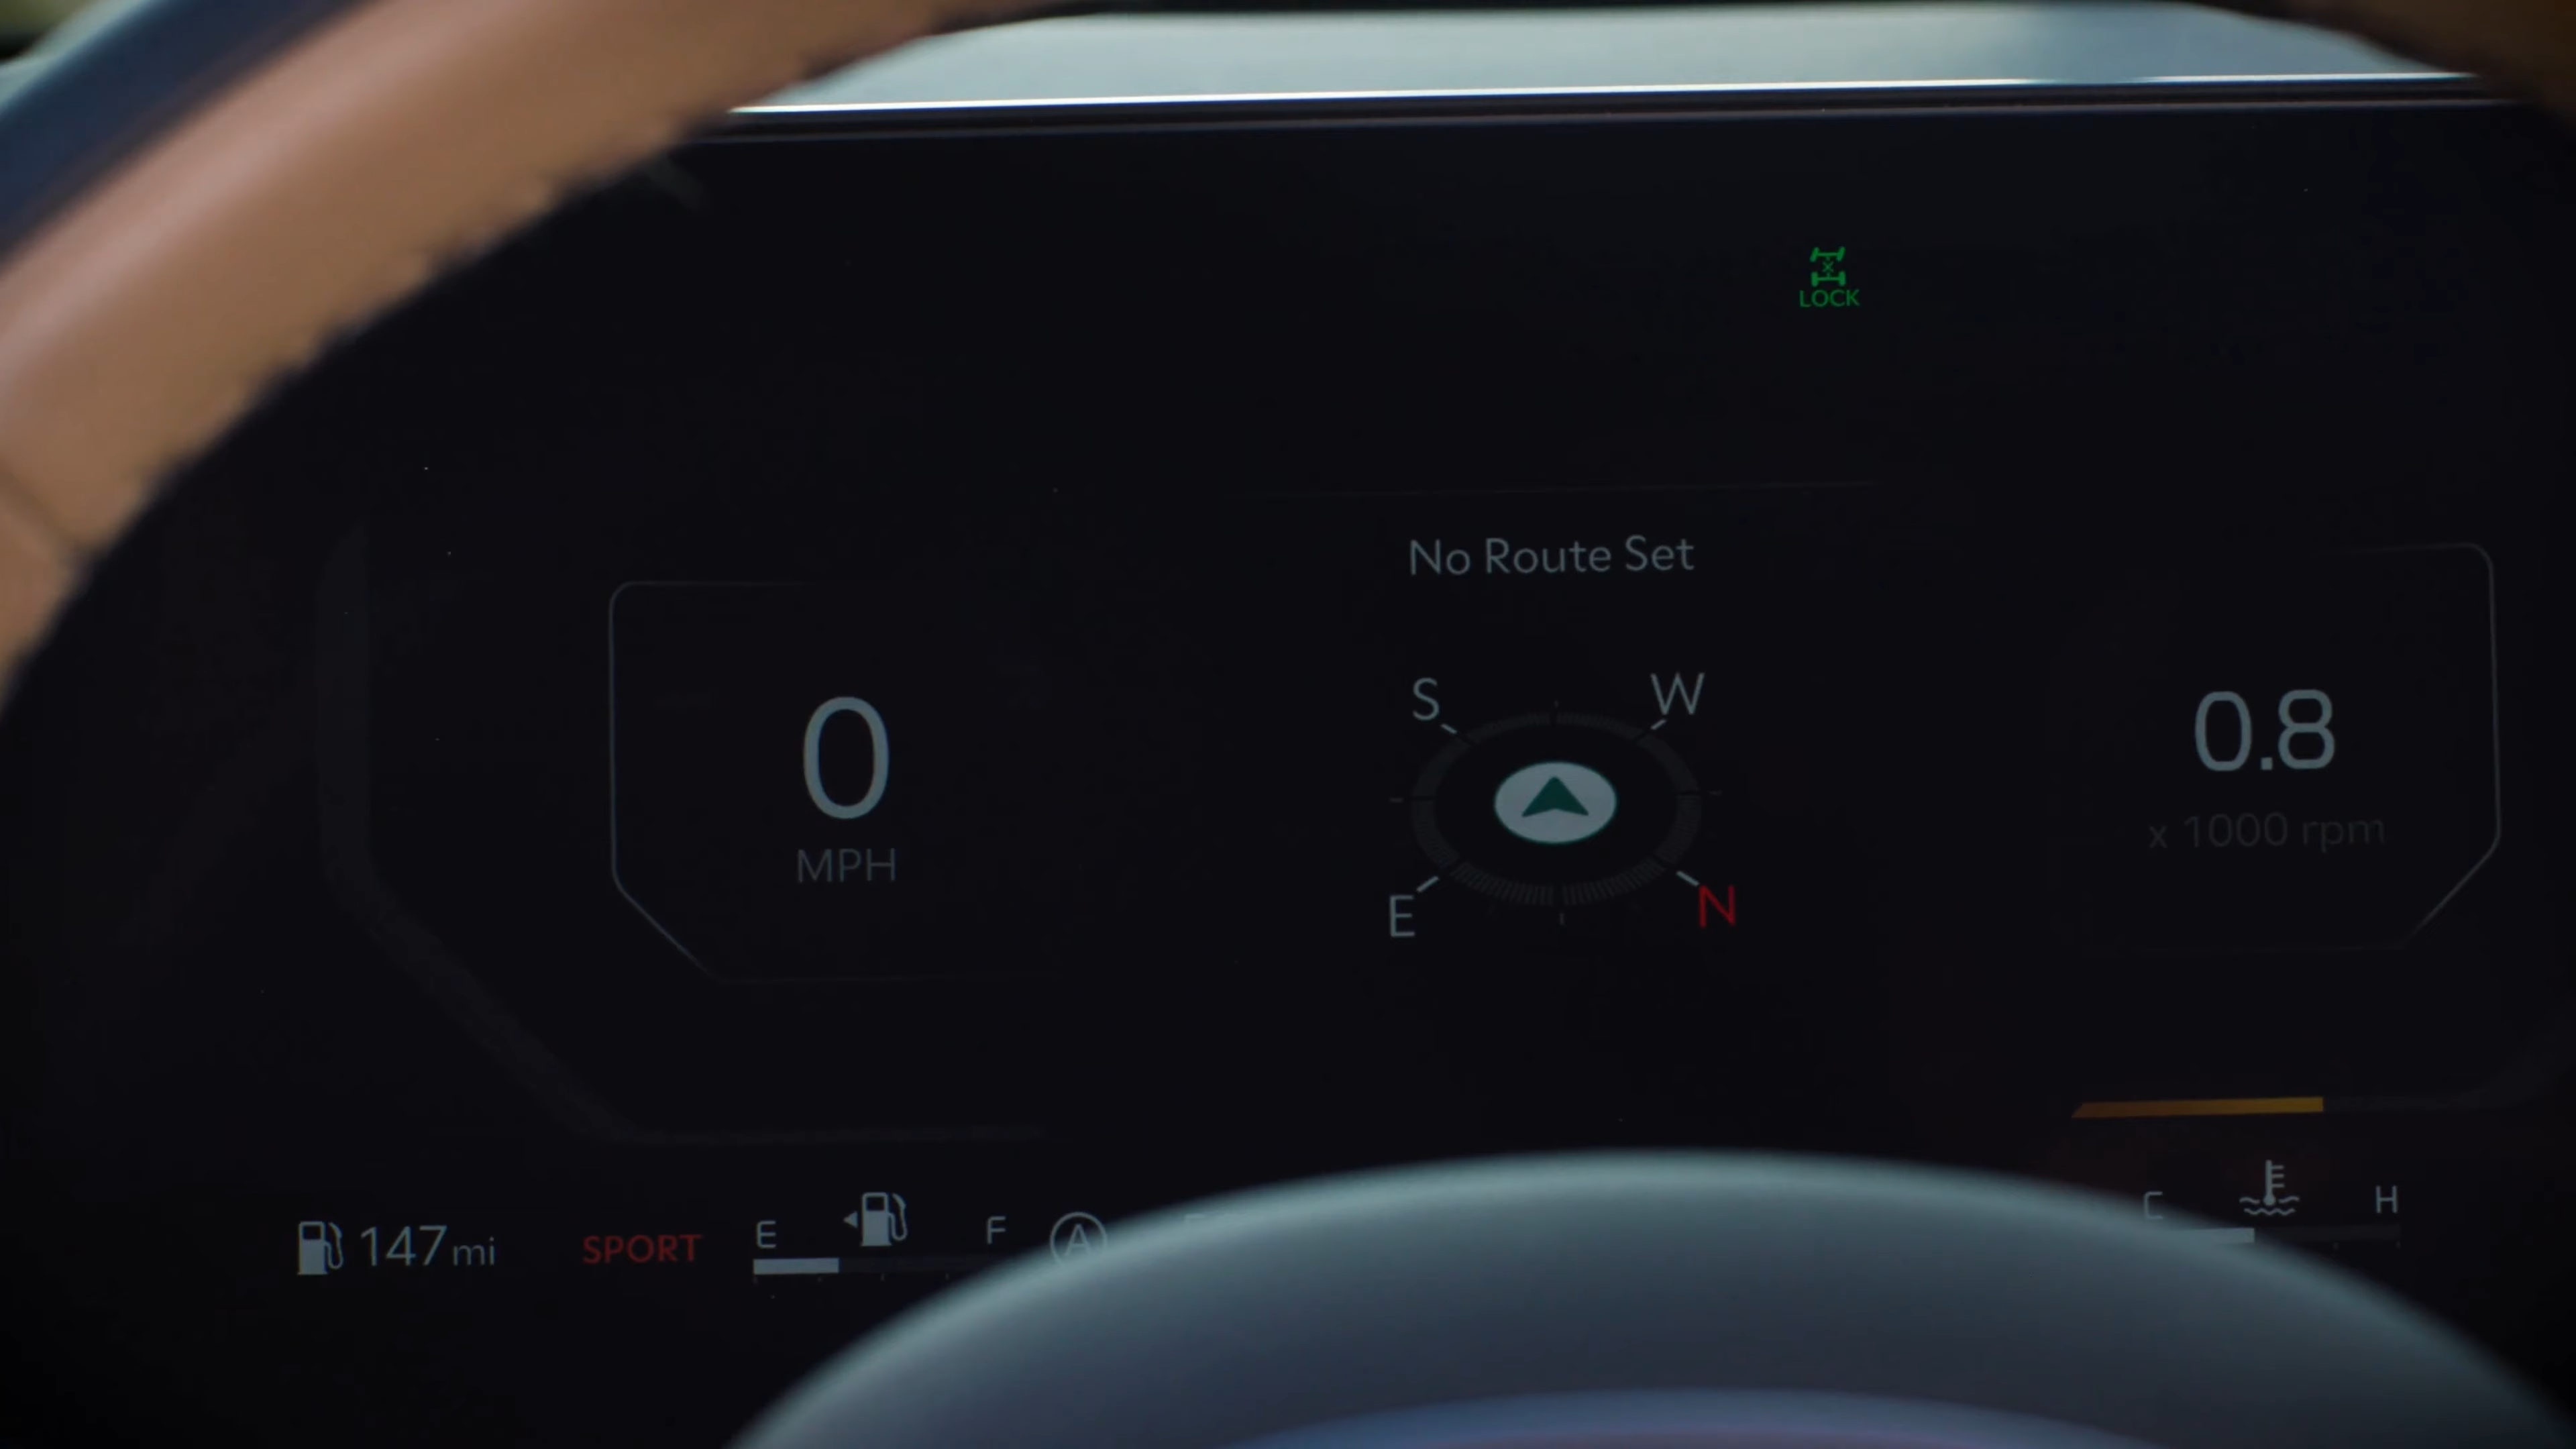 LOCK
No Route Set
S W
0
MPH
0.8
x 1000 rpm
E N
147 mi
SPORT
E F
A
C H